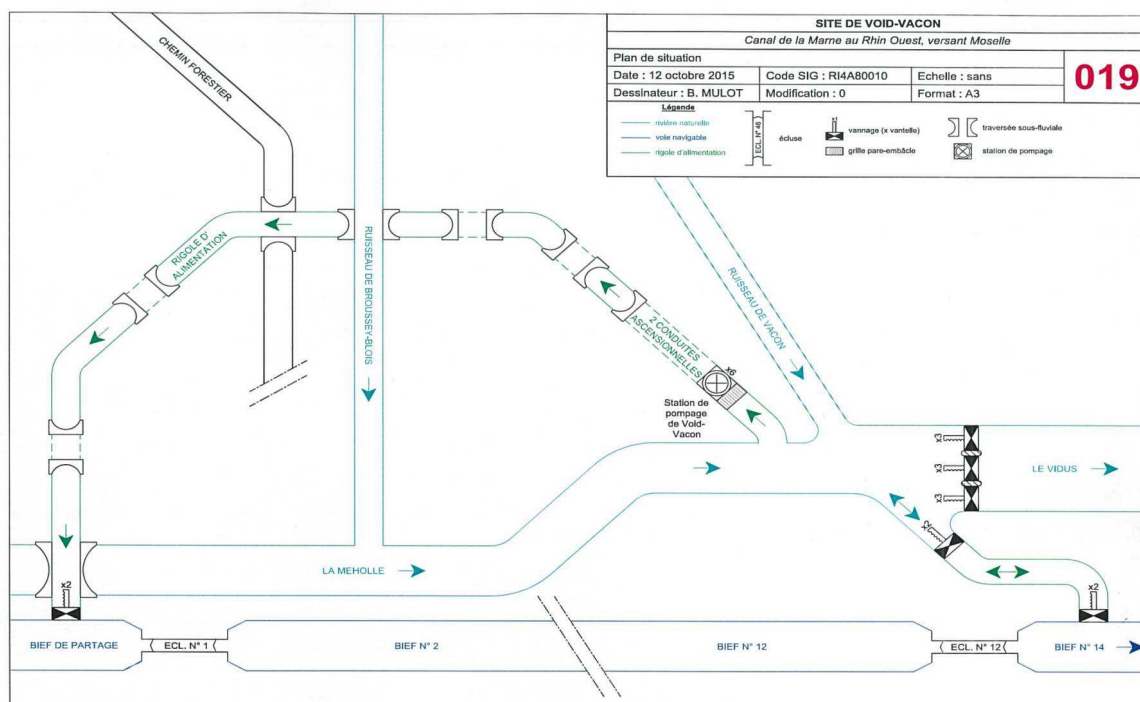 SITE DE VOID-VACON
Canal de la Marne au Rhin Ouest, versant Moselle
Plan de situation
Date : 12 octobre 2015
Code SIG : RI4A80010
Echelle : sans
Dessinateur : B. MULOT
Modification : 0
Format : A3
019
Légende
rivière naturelle
voie navigable
rigole d'alimentation
ECL. N° 46
écluse
x1
vannage (x vantelle)
grille pare-embâcle
traversée sous-fluviale
station de pompage
CHEMIN FORESTIER
RIGOLE D'
ALIMENTATION
RUISSEAU DE BROUSSEY-BLOIS
RUISSEAU DE VACON
2 CONDUITES
ASCENSIONNELLES
x6
Station de
pompage
de Void-
Vacon
x3
x3
x3
LE VIDUS
x2
LA MEHOLLE
x2
x2
BIEF DE PARTAGE
ECL. N° 1
BIEF N° 2
BIEF N° 12
ECL. N° 12
BIEF N° 14